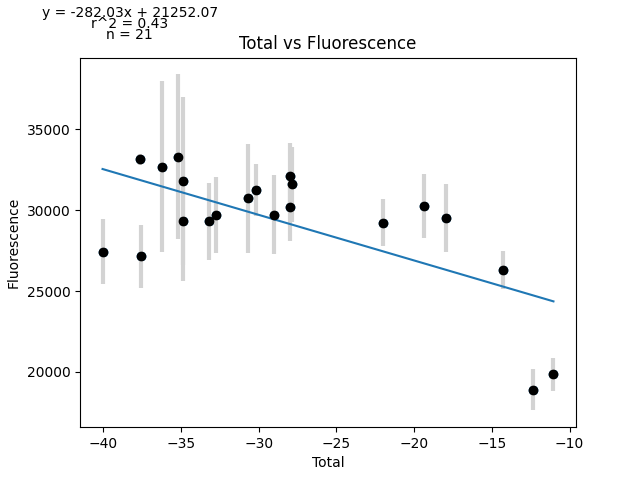 y = -282.03x + 21252.07
r^2 = 0.43
n = 21
Total vs Fluorescence
Fluorescence
35000
30000
25000
20000
−40 −35 −30 −25 −20 −15 −10
Total